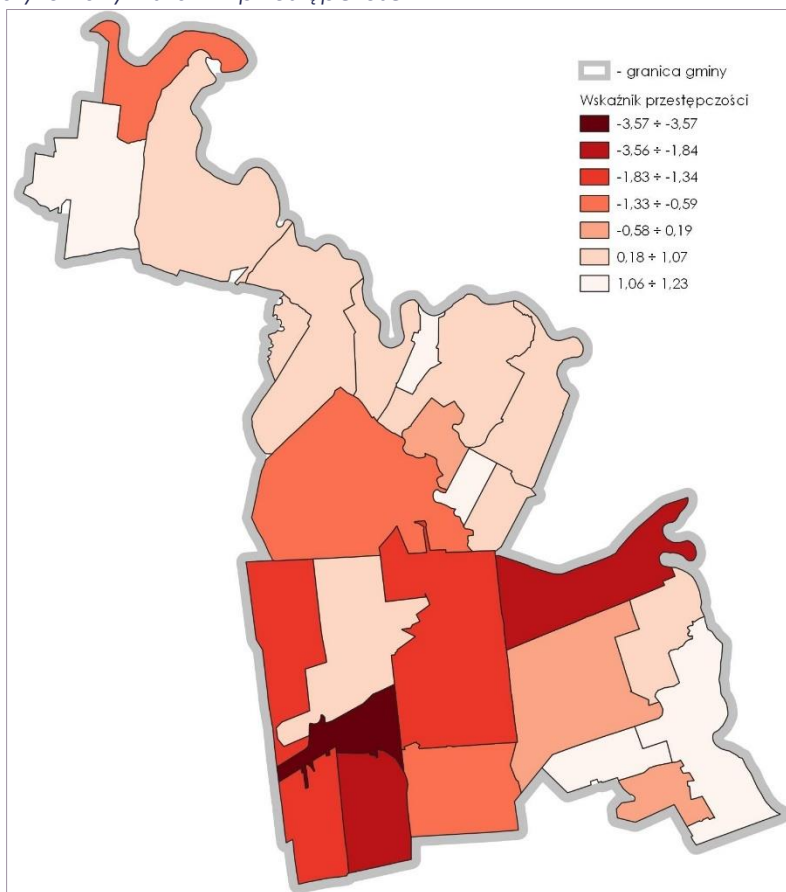 - granica gminy
Wskaźnik przestępczości
-3,57 ÷ -3,57
-3,56 ÷ -1,84
-1,83 ÷ -1,34
-1,33 ÷ -0,59
-0,58 ÷ 0,19
0,18 ÷ 1,07
1,06 ÷ 1,23